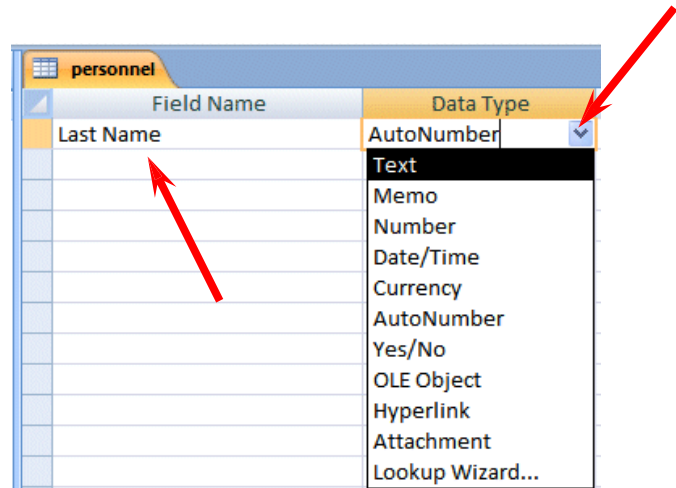 personnel
Field Name Data Type
Last Name AutoNumber
Text
Memo
Number
Date/Time
Currency
AutoNumber
Yes/No
OLE Object
Hyperlink
Attachment
Lookup Wizard...